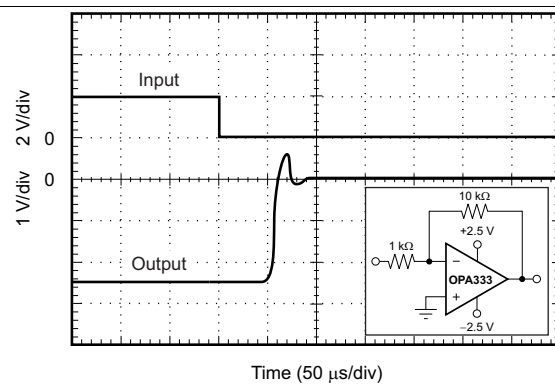 2 V/div
0
1 V/div
0
Input
Output
10 kΩ
+2.5 V
1 kΩ
−
OPA333
+
−2.5 V
Time (50 μs/div)